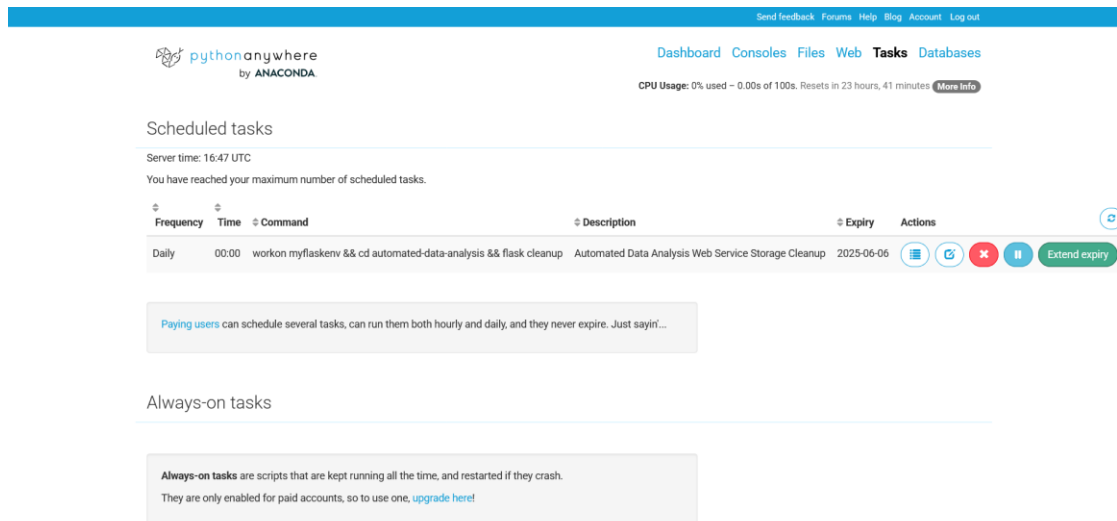 Send feedback Forums Help Blog Account Log out
pythonanywhere
by ANACONDA.
Dashboard Consoles Files Web Tasks Databases
CPU Usage: 0% used – 0.00s of 100s. Resets in 23 hours, 41 minutes More Info
Scheduled tasks
Server time: 16:47 UTC
You have reached your maximum number of scheduled tasks.
Frequency Time Command Description Expiry Actions
Daily 00:00 workon myflaskenv && cd automated-data-analysis && flask cleanup Automated Data Analysis Web Service Storage Cleanup 2025-06-06 Extend expiry
Paying users can schedule several tasks, can run them both hourly and daily, and they never expire. Just sayin'...
Always-on tasks
Always-on tasks are scripts that are kept running all the time, and restarted if they crash.
They are only enabled for paid accounts, so to use one, upgrade here!